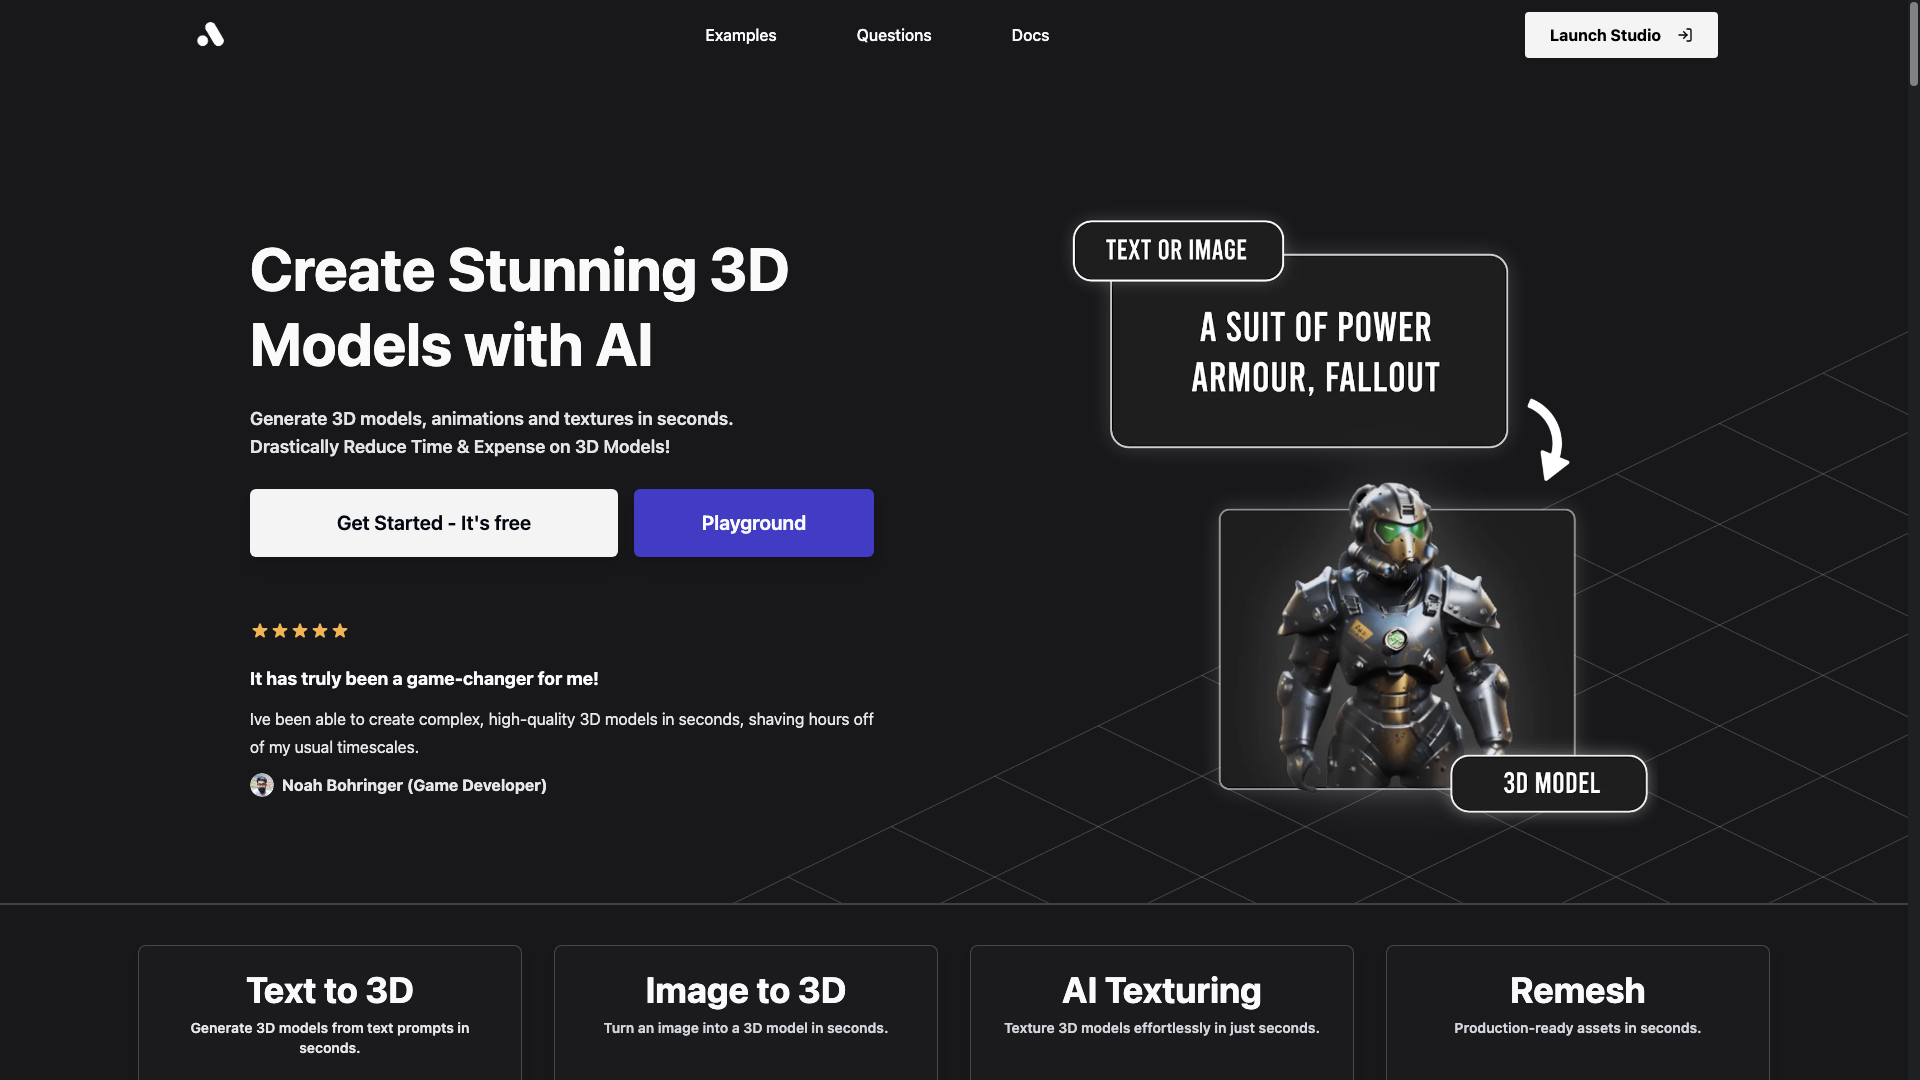 Examples
Questions
Docs
Launch Studio
Create Stunning 3D
Models with AI
Generate 3D models, animations and textures in seconds.
Drastically Reduce Time & Expense on 3D Models!
Get Started - It's free
Playground
It has truly been a game-changer for me!
Ive been able to create complex, high-quality 3D models in seconds, shaving hours off
of my usual timescales.
Noah Bohringer (Game Developer)
TEXT OR IMAGE
A SUIT OF POWER
ARMOUR, FALLOUT
3D MODEL
Text to 3D
Generate 3D models from text prompts in
seconds.
Image to 3D
Turn an image into a 3D model in seconds.
AI Texturing
Texture 3D models effortlessly in just seconds.
Remesh
Production-ready assets in seconds.